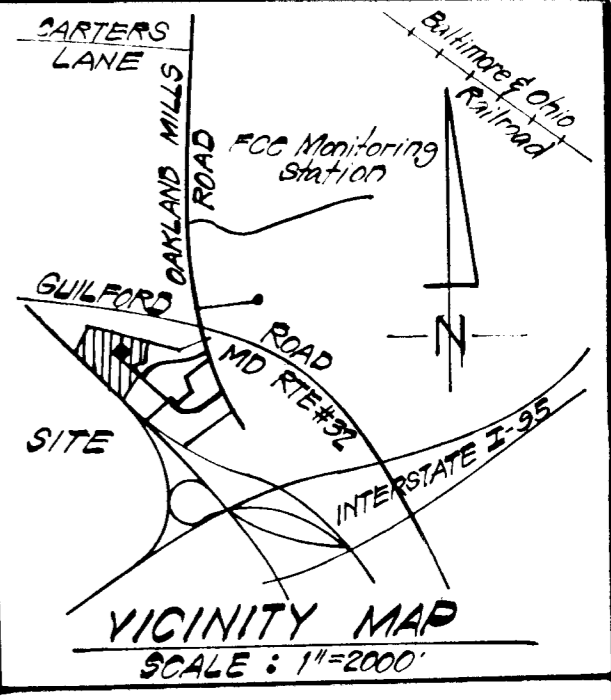 CARTERS
LANE
OAKLAND MILLS
ROAD
Baltimore & Ohio
Railroad
FCC Monitoring
Station
N
GUILFORD
ROAD
MD RTE #32
SITE
INTERSTATE I-95
VICINITY MAP
SCALE : 1"=2000'